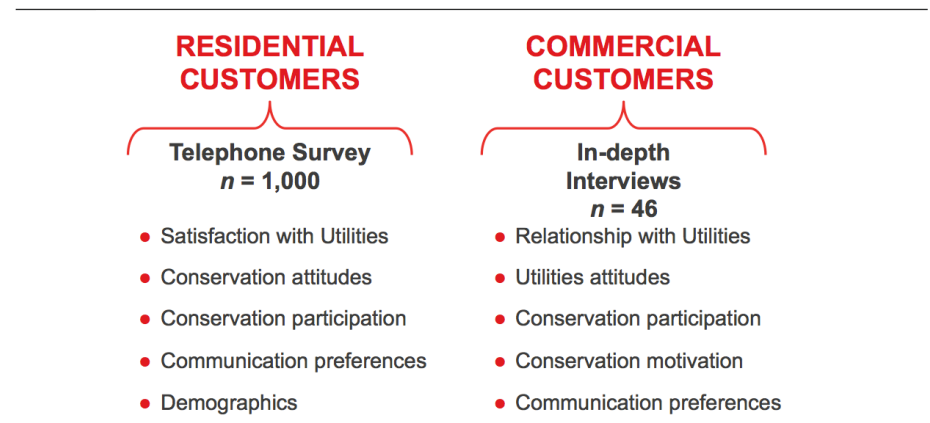 RESIDENTIAL
CUSTOMERS
Telephone Survey
n = 1,000
• Satisfaction with Utilities
• Conservation attitudes
• Conservation participation
• Communication preferences
• Demographics
COMMERCIAL
CUSTOMERS
In-depth
Interviews
n = 46
• Relationship with Utilities
• Utilities attitudes
• Conservation participation
• Conservation motivation
• Communication preferences